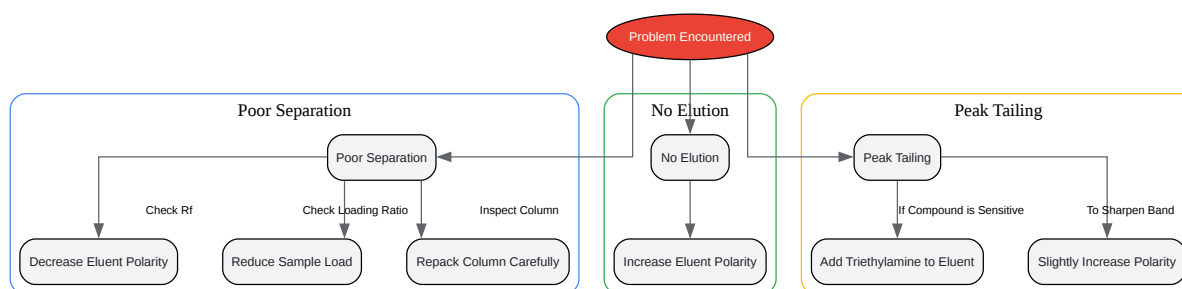 Problem Encountered
Poor Separation
No Elution
Peak Tailing
Poor Separation
No Elution
Peak Tailing
Check Rf
Check Loading Ratio
Inspect Column
If Compound is Sensitive
To Sharpen Band
Decrease Eluent Polarity
Reduce Sample Load
Repack Column Carefully
Increase Eluent Polarity
Add Triethylamine to Eluent
Slightly Increase Polarity